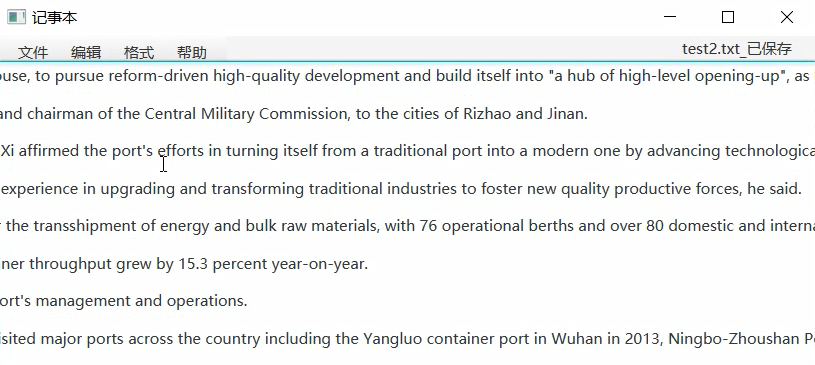 记事本
文件 编辑 格式 帮助 test2.txt_已保存
to pursue reform-driven high-quality development and build itself into "a hub of high-level opening-up", as
and chairman of the Central Military Commission, to the cities of Rizhao and Jinan.
Xi affirmed the port's efforts in turning itself from a traditional port into a modern one by advancing
experience in upgrading and transforming traditional industries to foster new quality productive forces, he said.
the transshipment of energy and bulk raw materials, with 76 operational berths and over 80 domestic and
throughput grew by 15.3 percent year-on-year.
management and operations.
major ports across the country including the Yangluo container port in Wuhan in 2013, Ningbo-Zhoushan